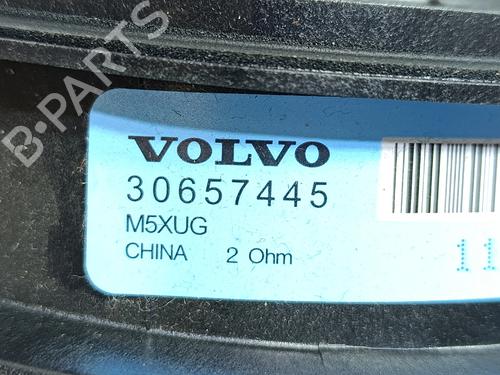 B-PARTS
VOLVO
30657445
M5XUG
CHINA 2 Ohm
11